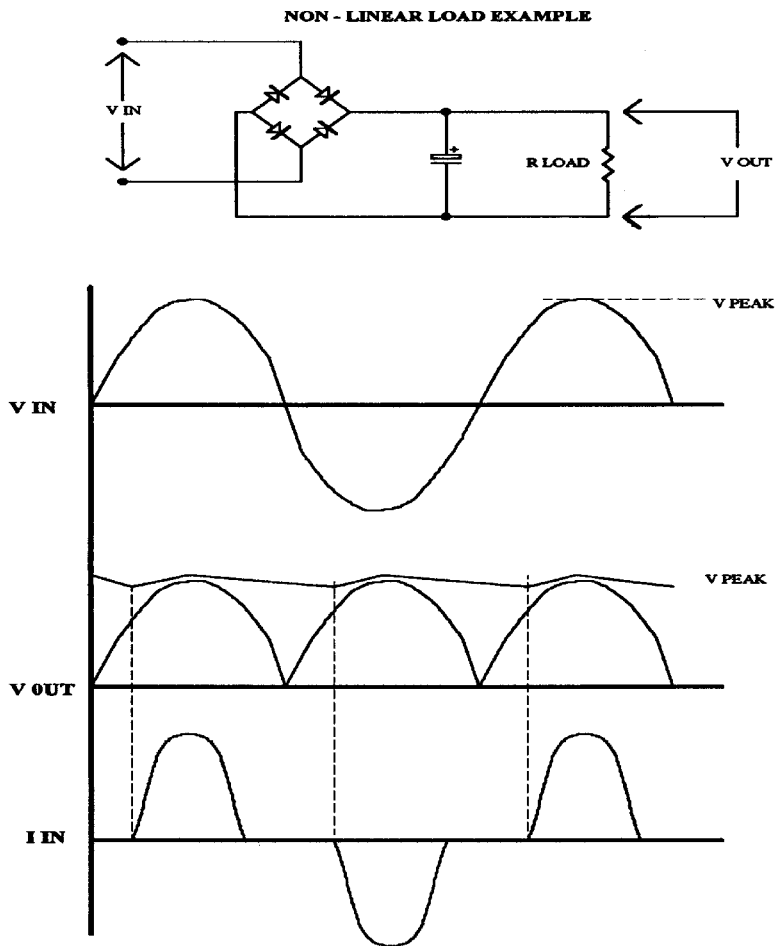 NON - LINEAR LOAD EXAMPLE
V IN
+
R LOAD
V OUT
V PEAK
V IN
V PEAK
V 0UT
I IN